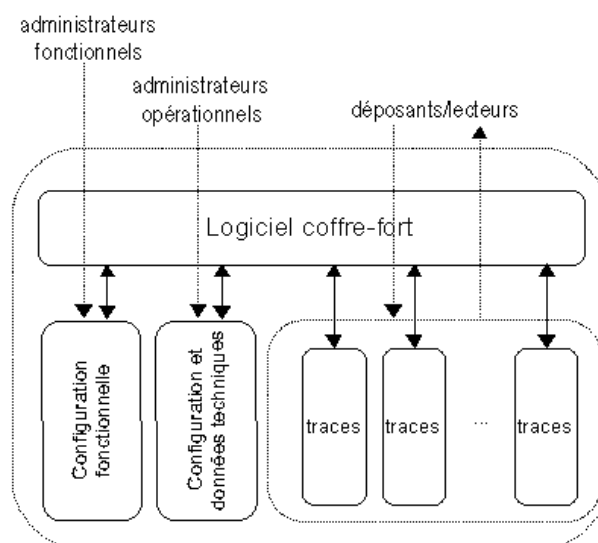 administrateurs
fonctionnels
administrateurs
opérationnels
déposants/lecteurs
Logiciel coffre-fort
Configuration
fonctionnelle
Configuration et
données techniques
traces
traces
...
traces